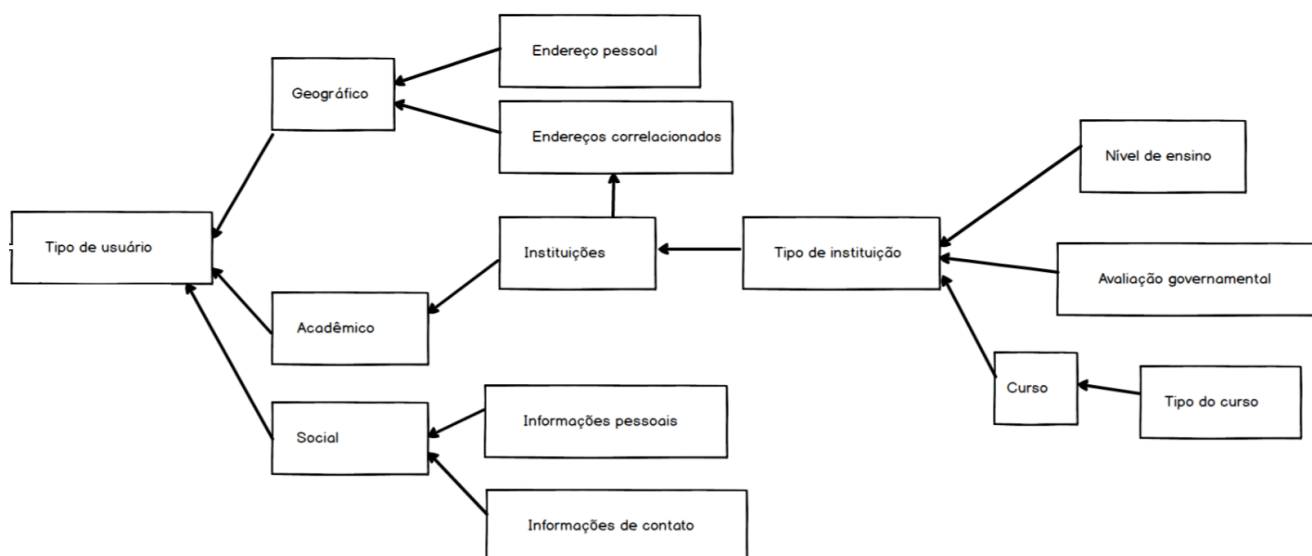 Endereço pessoal
Geográfico
Endereços correlacionados
Nível de ensino
Tipo de usuário
Instituições
Tipo de instituição
Avaliação governamental
Acadêmico
Curso
Tipo do curso
Social
Informações pessoais
Informações de contato